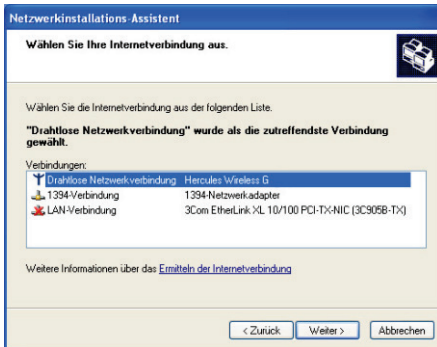 Netzwerkinstallations-Assistent
Wählen Sie Ihre Internetverbindung aus.
Wählen Sie die Internetverbindung aus der folgenden Liste.
"Drahtlose Netzwerkverbindung" wurde als die zutreffendste Verbindung
gewählt.
Verbindungen:
Drahtlose Netzwerkverbindung Hercules Wireless G
1394-Verbindung 1394-Netzwerkadapter
LAN-Verbindung 3Com EtherLink XL 10/100 PCI-TX-NIC (3C905B-TX)
Weitere Informationen über das Ermitteln der Internetverbindung
< Zurück Weiter > Abbrechen